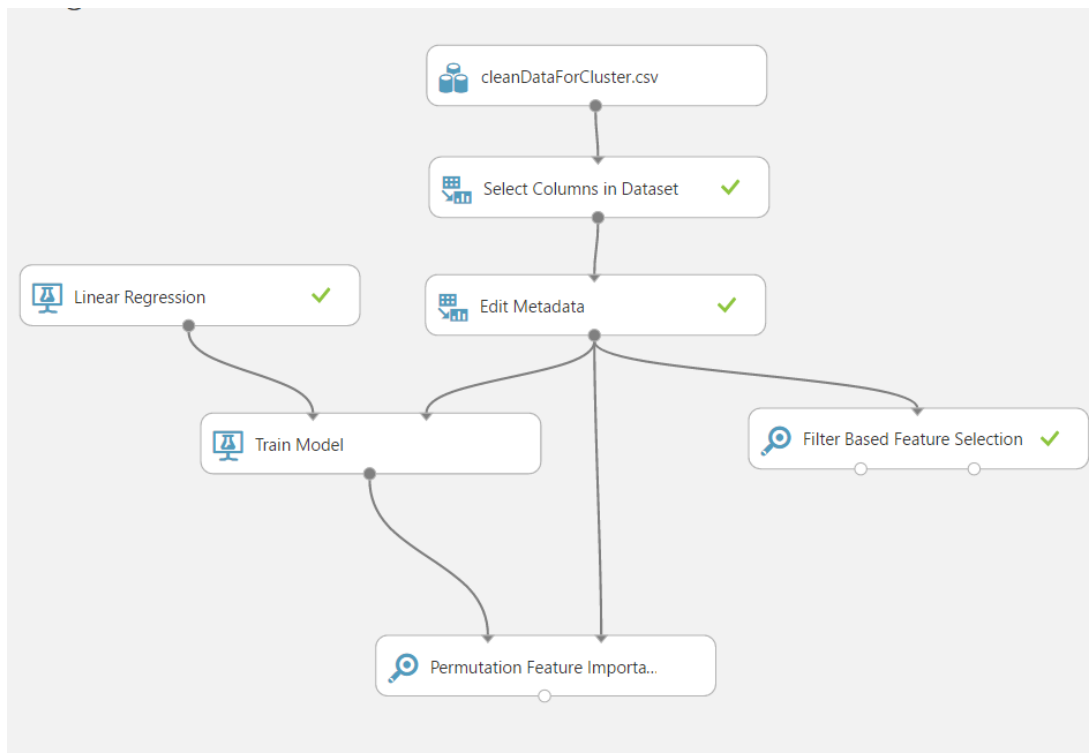 cleanDataForCluster.csv
Select Columns in Dataset
Linear Regression
Edit Metadata
Train Model
Filter Based Feature Selection
Permutation Feature Importa...